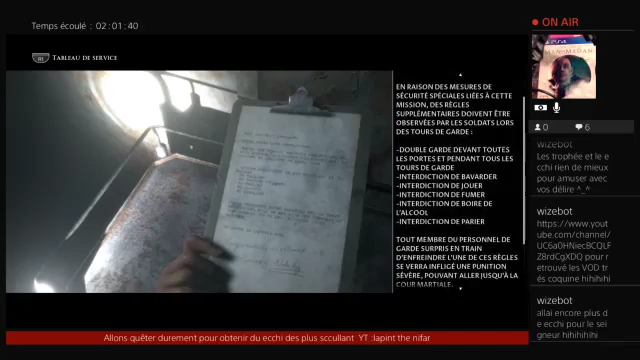 Temps écoulé : 02:01:40
ON AIR
R1 TABLEAU DE SERVICE
EN RAISON DES MESURES DE
SÉCURITÉ SPÉCIALES LIÉES À CETTE
MISSION, DES RÈGLES
SUPPLÉMENTAIRES DOIVENT ÊTRE
OBSERVÉES PAR LES SOLDATS LORS
DES TOURS DE GARDE :
-DOUBLE GARDE DEVANT TOUTES
LES PORTES ET PENDANT TOUS LES
TOURS DE GARDE
-INTERDICTION DE BAVARDER
-INTERDICTION DE JOUER
-INTERDICTION DE FUMER
-INTERDICTION DE BOIRE DE
L'ALCOOL
-INTERDICTION DE PARIER
TOUT MEMBRE DU PERSONNEL DE
GARDE SURPRIS EN TRAIN
D'ENFREINDRE L'UNE DE CES RÈGLES
SE VERRA INFLIGÉ UNE PUNITION
SÉVÈRE, POUVANT ALLER JUSQU'À LA
COUR MARTIALE.
PS4
MAN OF MEDAN
0 6
wizebot
Les trophée et le e
cchi rien de mieux
pour amuser avec
vos délire ^_^
wizebot
https://www.yout
ube.com/channel/
UC6a0HNiecBCQLF
Z8rdCgXDQ pour r
etrouvé les VOD tr
és coquine hihihihi
wizebot
allai encore plus d
e ecchi pour le sei
gneur hihihihihi
Allons quêter durement pour obtenir du ecchi des plus sccullant YT :lapint the nifar